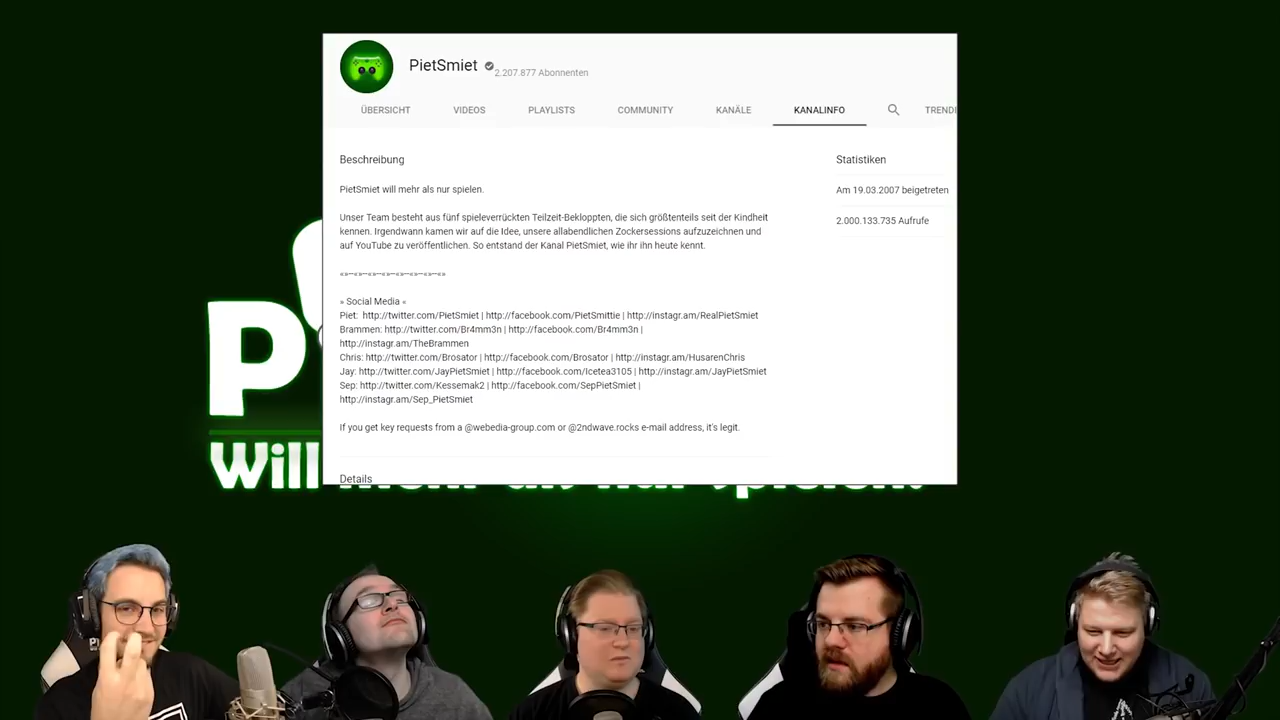 PietSmiet
2.207.877 Abonnenten
ÜBERSICHT VIDEOS PLAYLISTS COMMUNITY KANÄLE KANALINFO TRENDI
Beschreibung
PietSmiet will mehr als nur spielen.
Unser Team besteht aus fünf spieleverrückten Teilzeit-Bekloppten, die sich größtenteils seit der Kindheit
kennen. Irgendwann kamen wir auf die Idee, unsere allabendlichen Zockersessions aufzuzeichnen und
auf YouTube zu veröffentlichen. So entstand der Kanal PietSmiet, wie ihr ihn heute kennt.
» Social Media «
Piet: http://twitter.com/PietSmiet | http://facebook.com/PietSmittie | http://instagr.am/RealPietSmiet
Brammen: http://twitter.com/Br4mm3n | http://facebook.com/Br4mm3n |
http://instagr.am/TheBrammen
Chris: http://twitter.com/Brosator | http://facebook.com/Brosator | http://instagr.am/HusarenChris
Jay: http://twitter.com/JayPietSmiet | http://facebook.com/Icetea3105 | http://instagr.am/JayPietSmiet
Sep: http://twitter.com/Kessemak2 | http://facebook.com/SepPietSmiet |
http://instagr.am/Sep_PietSmiet
If you get key requests from a @webedia-group.com or @2ndwave.rocks e-mail address, it's legit.
Details
Statistiken
Am 19.03.2007 beigetreten
2.000.133.735 Aufrufe
P
Will